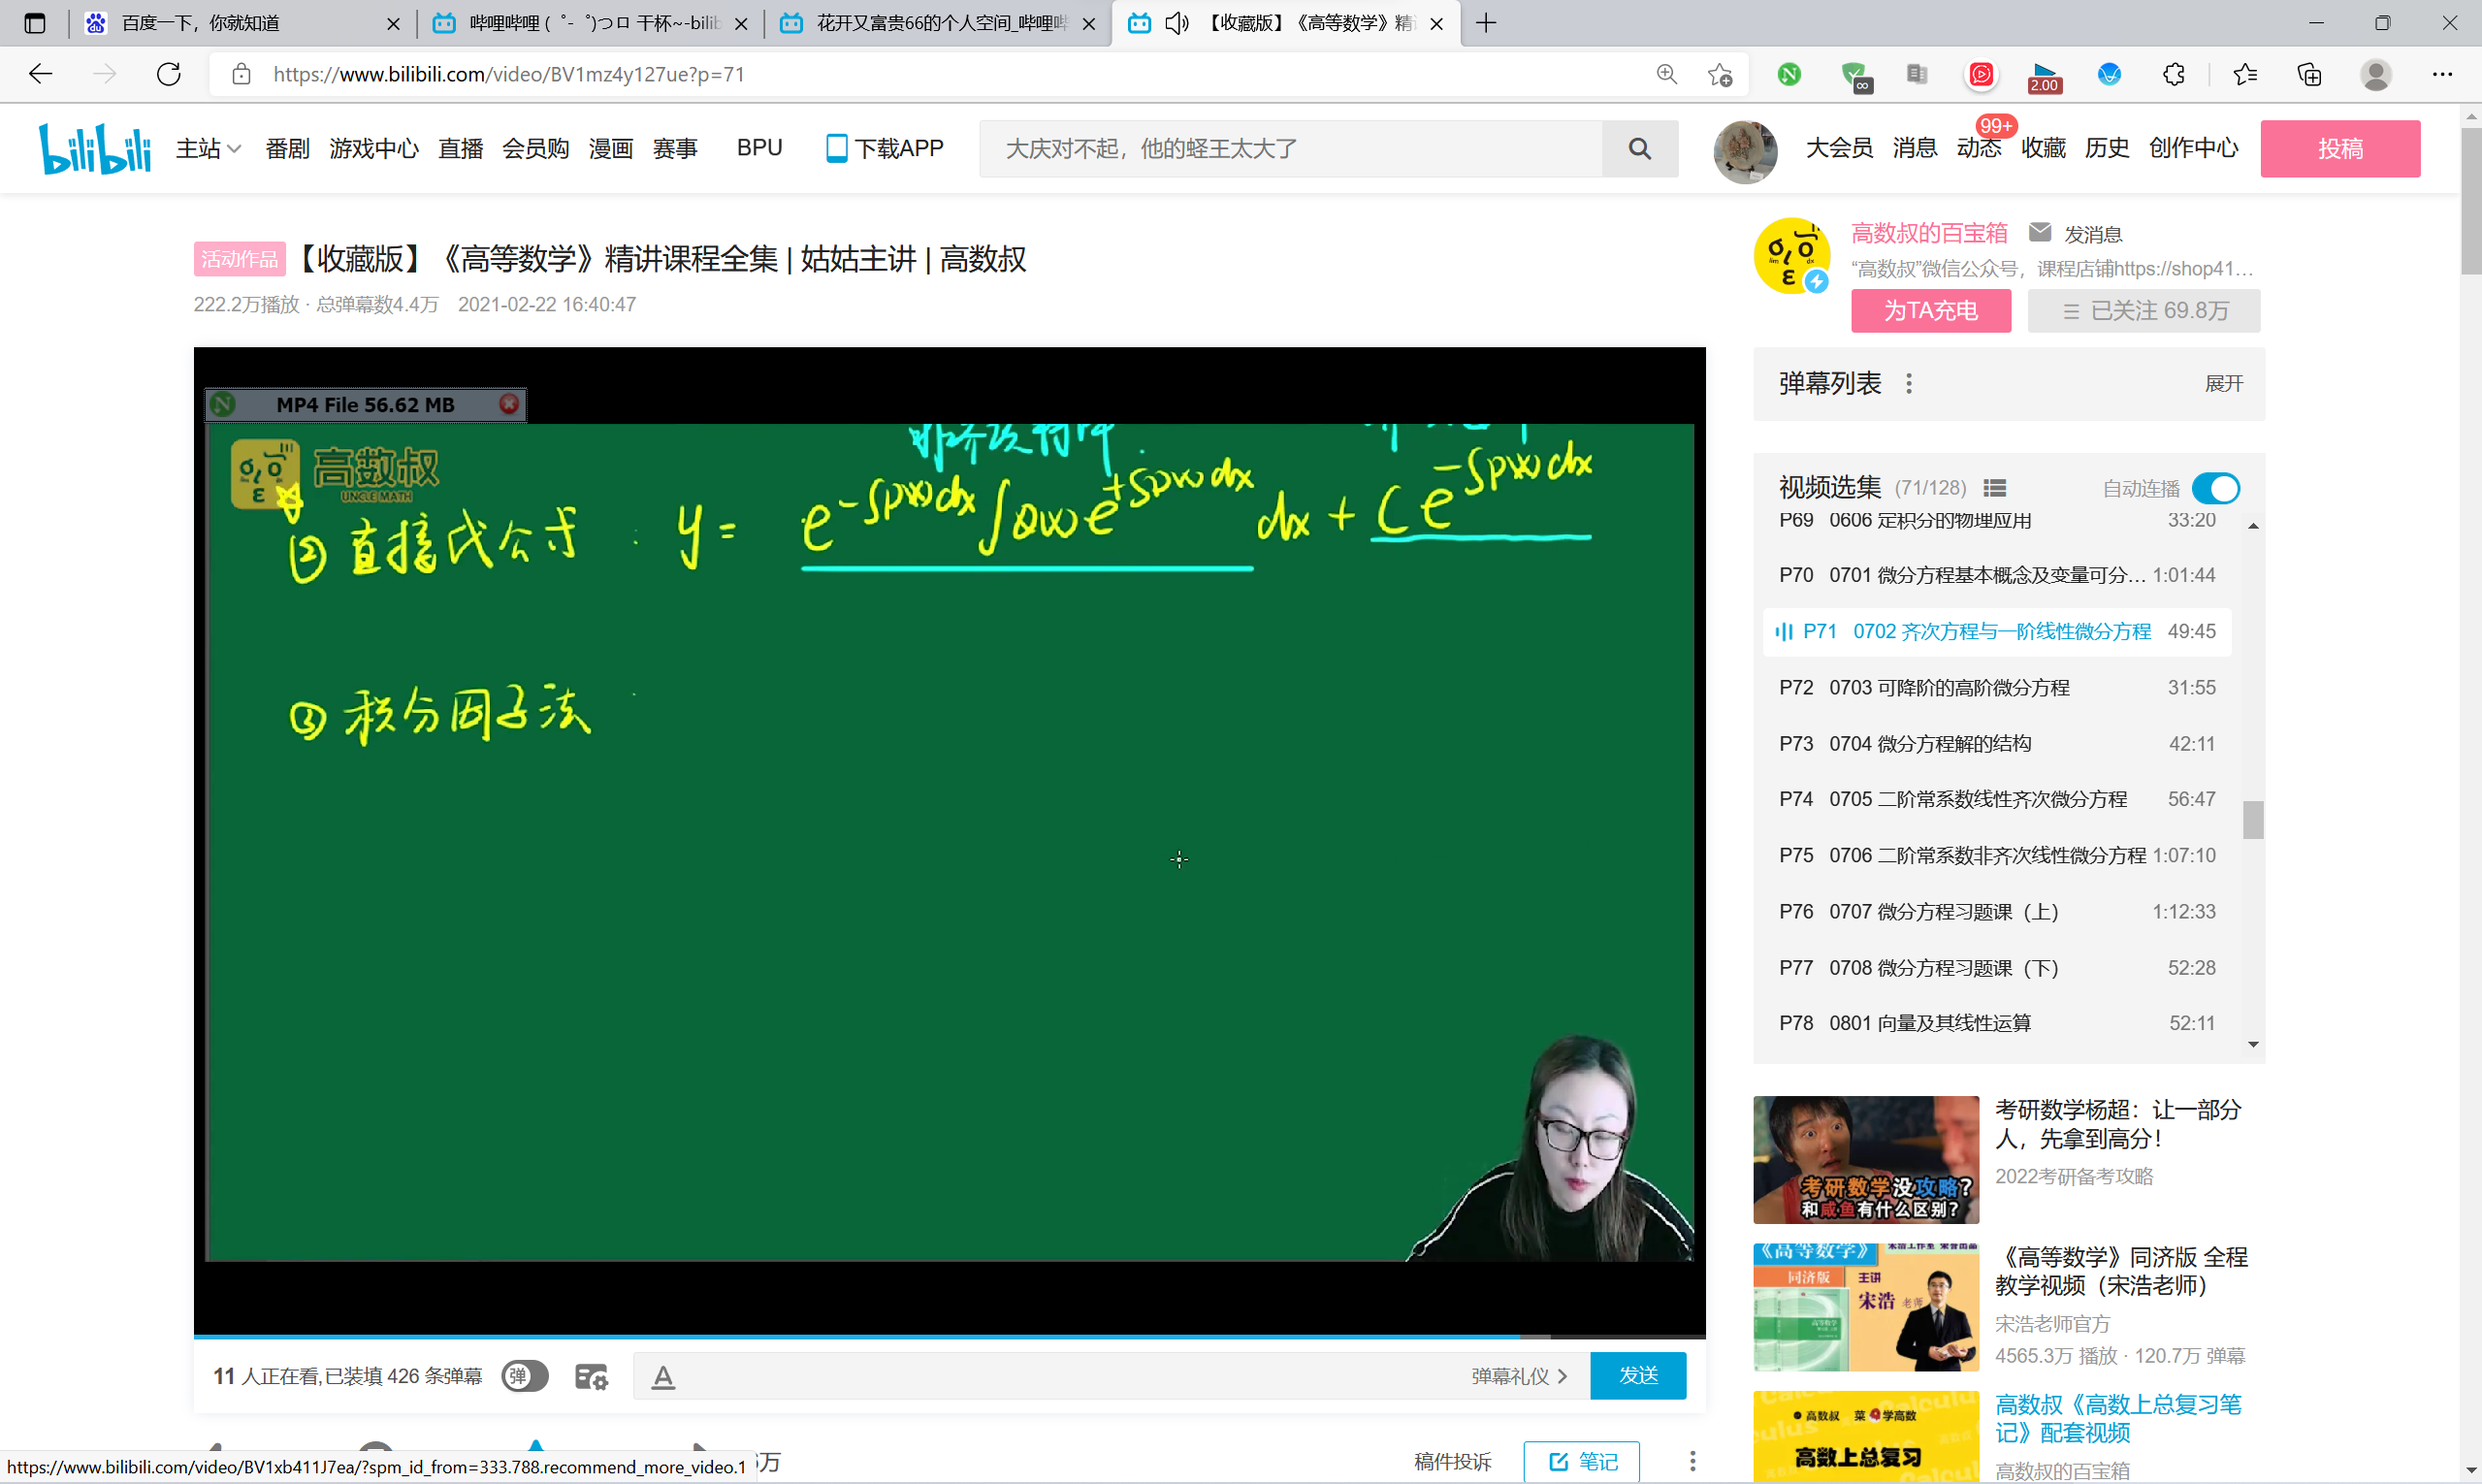 百度一下，你就知道
哔哩哔哩 (゜-゜)つロ 干杯~-bilib
花开又富贵66的个人空间_哔哩哔
【收藏版】《高等数学》精讲
https://www.bilibili.com/video/BV1mz4y127ue?p=71
2.00
bilibili
主站 番剧 游戏中心 直播 会员购 漫画 赛事 BPU 下载APP
大庆对不起，他的蛏王太大了
大会员 消息 动态 99+ 收藏 历史 创作中心 投稿
活动作品 【收藏版】《高等数学》精讲课程全集 | 姑姑主讲 | 高数叔
222.2万播放 · 总弹幕数4.4万 2021-02-22 16:40:47
高数叔的百宝箱 发消息
“高数叔”微信公众号，课程店铺https://shop41...
为TA充电 已关注 69.8万
MP4 File 56.62 MB
高数叔
UNCLE MATH
② 直接代公式 : y = e^{-∫p(x)dx} ∫Q(x)e^{+∫p(x)dx} dx + C e^{-∫p(x)dx}
③ 积分因子法
弹幕列表 展开
视频选集 (71/128) 自动连播
P69 0606 定积分的物理应用 33:20
P70 0701 微分方程基本概念及变量可分... 1:01:44
P71 0702 齐次方程与一阶线性微分方程 49:45
P72 0703 可降阶的高阶微分方程 31:55
P73 0704 微分方程解的结构 42:11
P74 0705 二阶常系数线性齐次微分方程 56:47
P75 0706 二阶常系数非齐次线性微分方程 1:07:10
P76 0707 微分方程习题课（上） 1:12:33
P77 0708 微分方程习题课（下） 52:28
P78 0801 向量及其线性运算 52:11
考研数学没攻略?
和咸鱼有什么区别?
考研数学杨超：让一部分
人，先拿到高分！
2022考研备考攻略
《高等数学》
同济版
主讲
宋浩 老师
《高等数学》同济版 全程
教学视频（宋浩老师）
宋浩老师官方
4565.3万 播放 · 120.7万 弹幕
高数叔 菜学高数
高数上总复习
高数叔《高数上总复习笔
记》配套视频
高数叔的百宝箱
11 人正在看,已装填 426 条弹幕 弹
弹幕礼仪 发送
万
稿件投诉 笔记
https://www.bilibili.com/video/BV1xb411J7ea/?spm_id_from=333.788.recommend_more_video.1